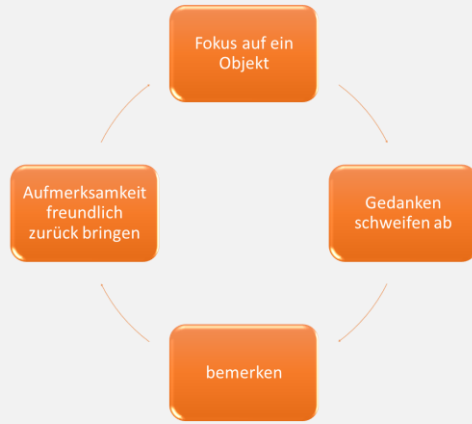 Fokus auf ein
Objekt
Gedanken
schweifen ab
bemerken
Aufmerksamkeit
freundlich
zurück bringen